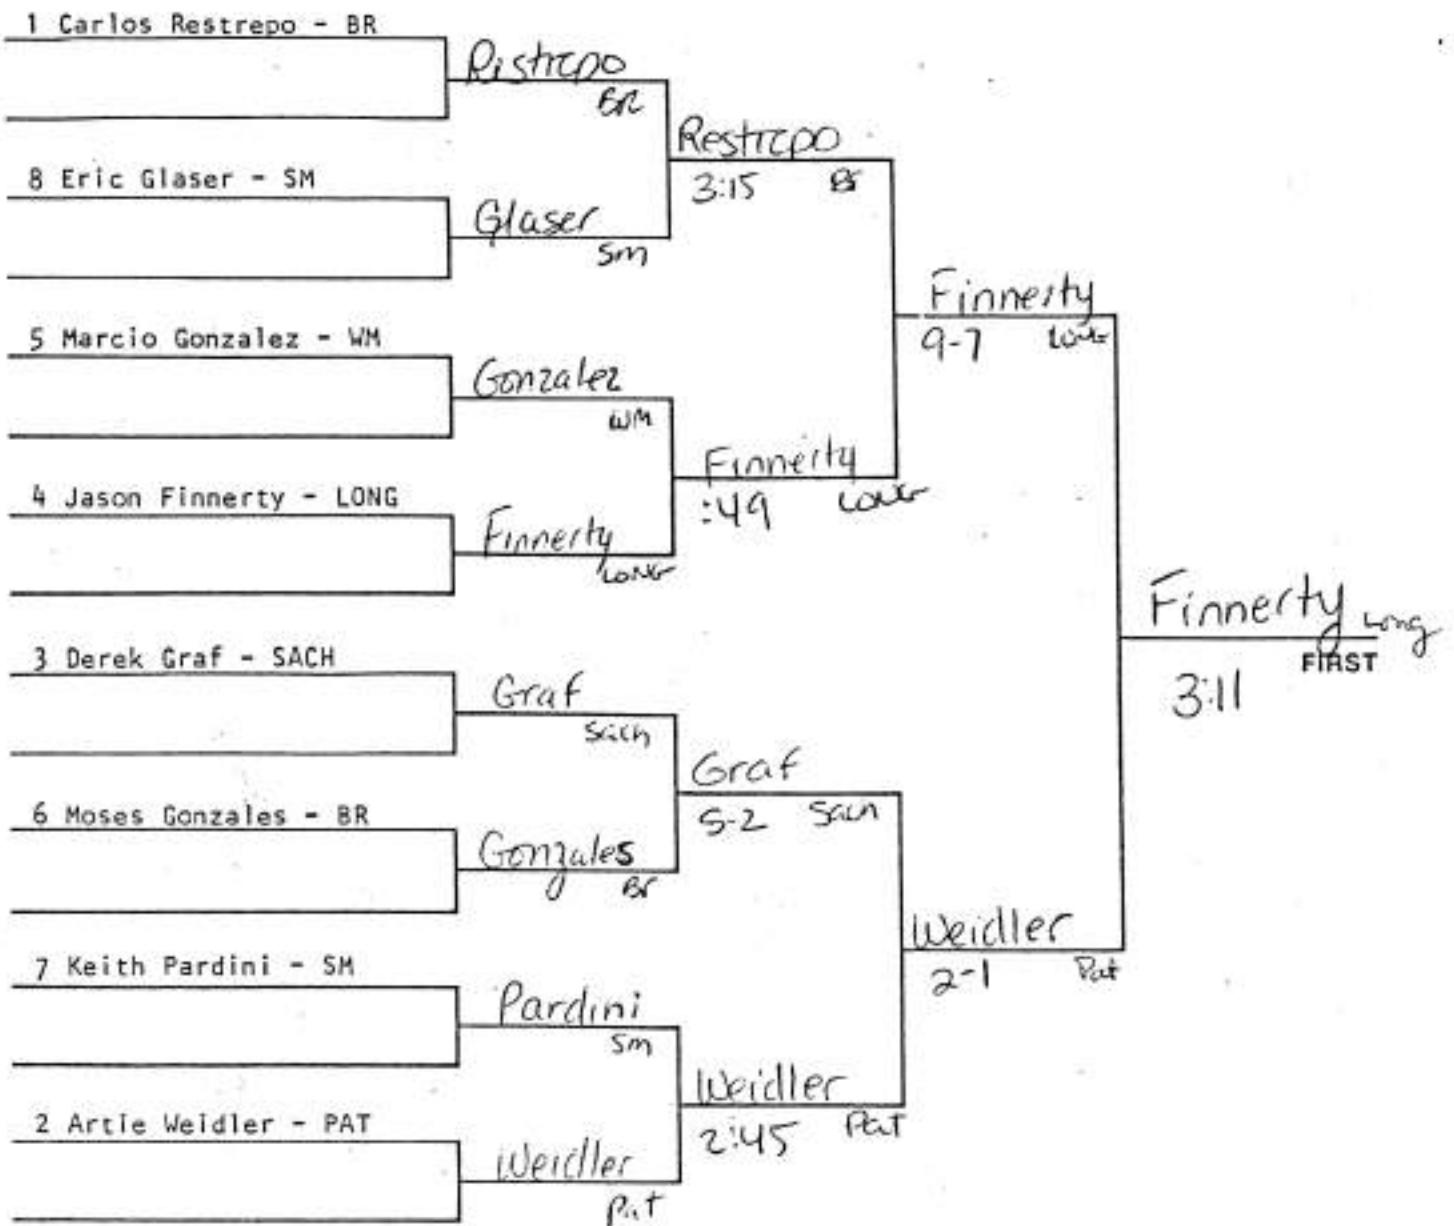 1 Carlos Restrepo - BR
Ristrepo
BR
Restrepo
3:15
8 Eric Glaser - SM
Glaser
Sm
Finnerty
9-7 Long
5 Marcio Gonzalez - WM
Gonzalez
WM
Finnerty
:49 LONG
4 Jason Finnerty - LONG
Finnerty
LONG
Finnerty Long
FIRST
3:11
3 Derek Graf - SACH
Graf
Sach
Graf
5-2 Sach
6 Moses Gonzales - BR
Gonzales
Br
Weidler
2-1 Pat
7 Keith Pardini - SM
Pardini
Sm
Weidler
2:45 Pat
2 Artie Weidler - PAT
Weidler
Pat